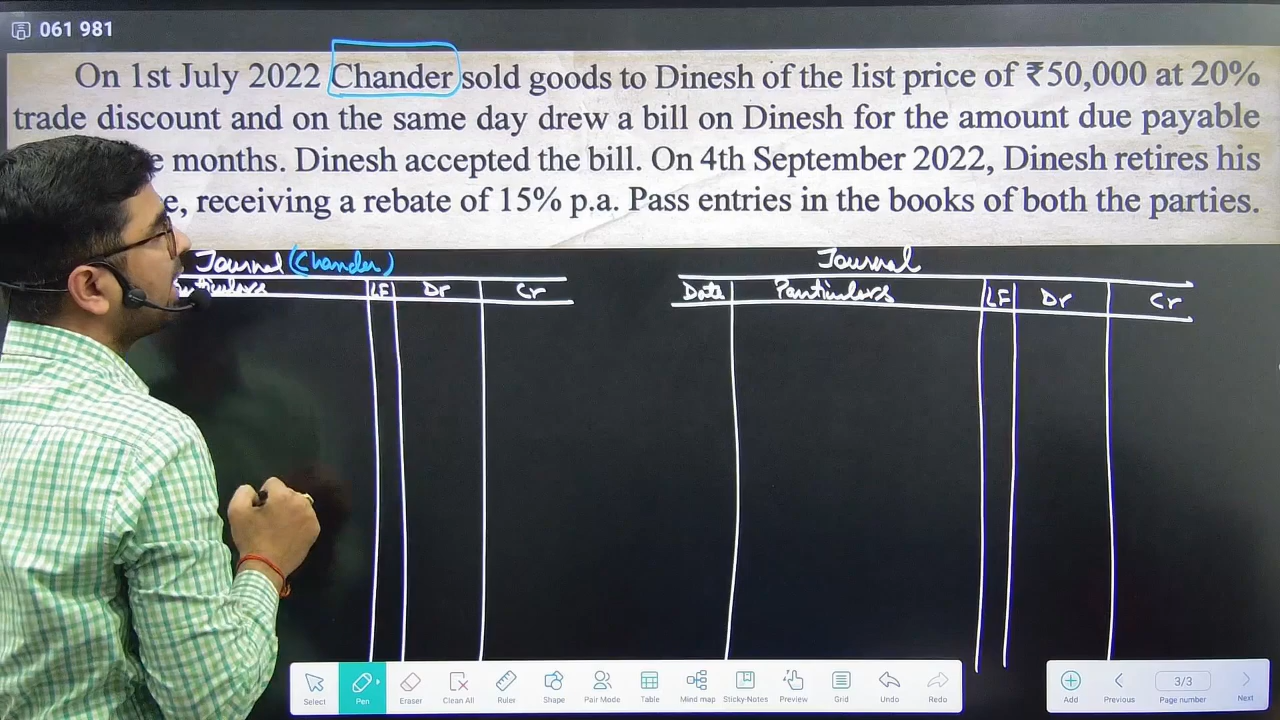 061 981
On 1st July 2022 Chander sold goods to Dinesh of the list price of ₹50,000 at 20%
trade discount and on the same day drew a bill on Dinesh for the amount due payable
e months. Dinesh accepted the bill. On 4th September 2022, Dinesh retires his
e, receiving a rebate of 15% p.a. Pass entries in the books of both the parties.
Journal (Chander)
LF Dr Cr
Journal
Date Particulars LF Dr Cr
Select Pen Eraser Clean All Ruler Shape Pair Mode Table Mind map Sticky-Notes Preview Grid Undo Redo
Add Previous 3/3 Page number Next